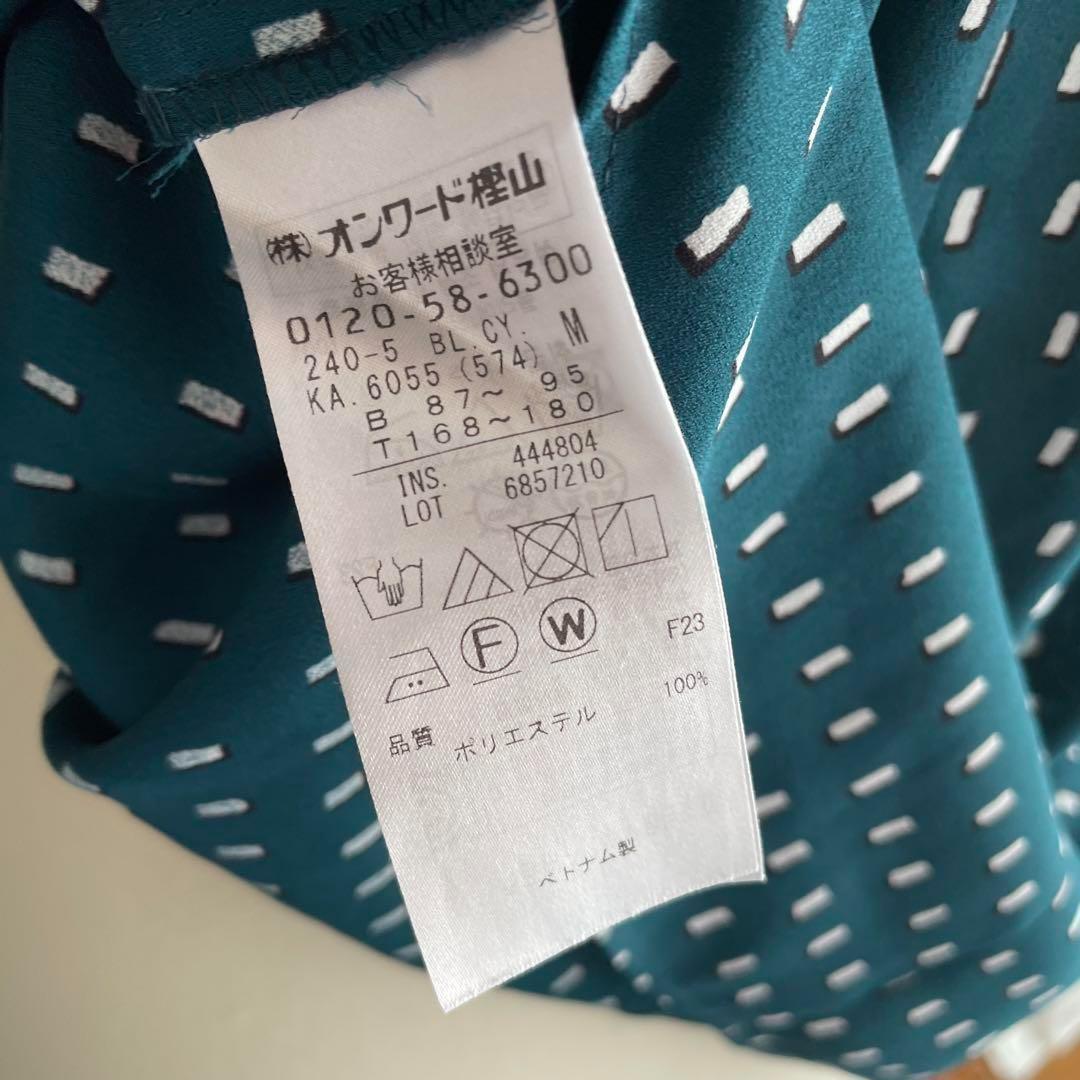 (株)オンワード樫山
お客様相談室
0120-58-6300
240-5 BL.CY. M
KA.6055 (574)
B 87～ 95
T168～180
INS. 444804
LOT 6857210
F W F23
品質 ポリエステル 100%
ベトナム製